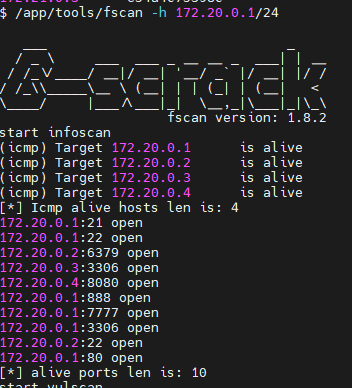 $ /app/tools/fscan -h 172.20.0.1/24
fscan version: 1.8.2
start infoscan
(icmp) Target 172.20.0.1 is alive
(icmp) Target 172.20.0.2 is alive
(icmp) Target 172.20.0.3 is alive
(icmp) Target 172.20.0.4 is alive
[*] Icmp alive hosts len is: 4
172.20.0.1:21 open
172.20.0.1:22 open
172.20.0.2:6379 open
172.20.0.3:3306 open
172.20.0.4:8080 open
172.20.0.1:888 open
172.20.0.1:7777 open
172.20.0.1:3306 open
172.20.0.2:22 open
172.20.0.1:80 open
[*] alive ports len is: 10
start vulscan